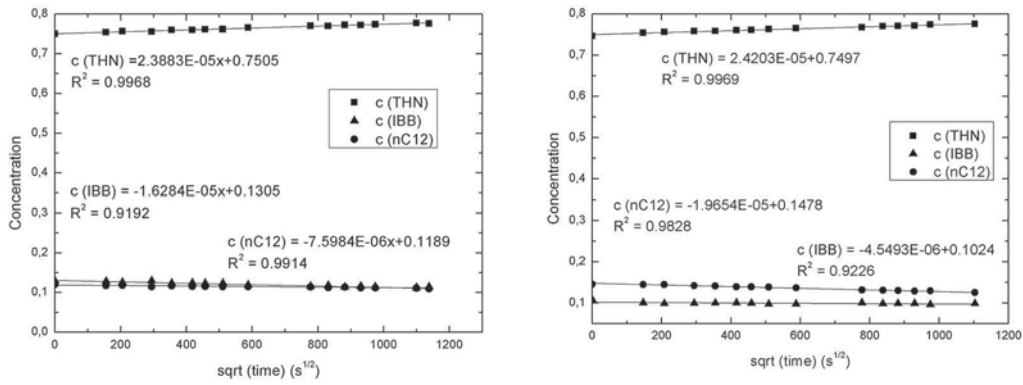 0,8
0,7
0,6
0,5
0,4
0,3
0,2
0,1
0,0
Concentration
c (THN) =2.3883E-05x+0.7505
R² = 0.9968
c (THN)
c (IBB)
c (nC12)
c (IBB) = -1.6284E-05x+0.1305
R² = 0.9192
c (nC12) = -7.5984E-06x+0.1189
R² = 0.9914
0 200 400 600 800 1000 1200
sqrt (time) (s^1/2)
0,8
0,7
0,6
0,5
0,4
0,3
0,2
0,1
Concentration
c (THN) = 2.4203E-05+0.7497
R² = 0.9969
c (THN)
c (IBB)
c (nC12)
c (nC12) = -1.9654E-05+0.1478
R² = 0.9828
c (IBB) = -4.5493E-06+0.1024
R² = 0.9226
0 200 400 600 800 1000 1200
sqrt (time) (s^1/2)